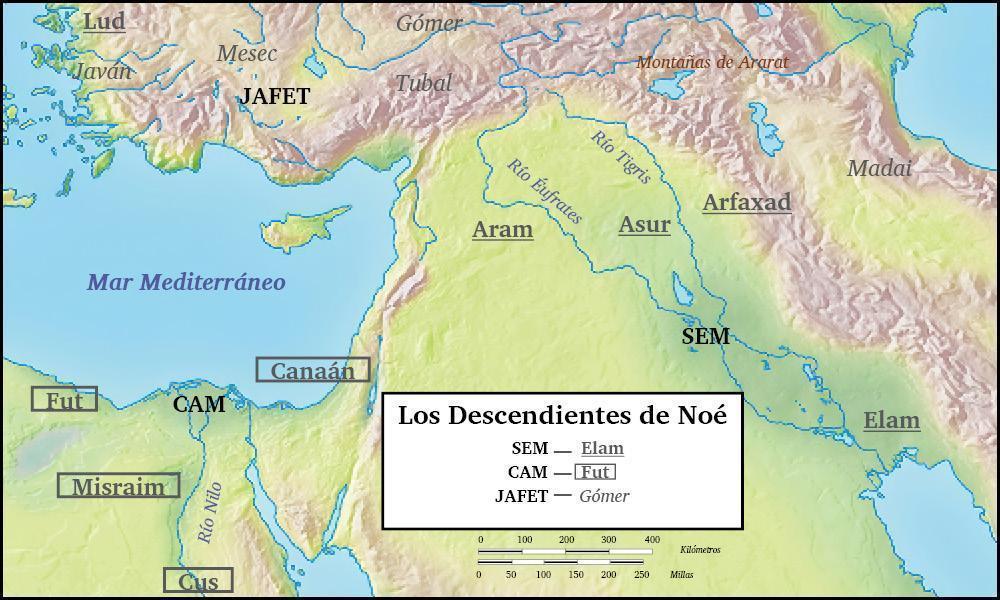 Lud
Gómer
Mesec
Javán
Montañas de Ararat
Tubal
JAFET
Río Tigris
Madai
Río Éufrates
Arfaxad
Aram
Asur
Mar Mediterráneo
SEM
Canaán
Fut
CAM
Elam
Misraim
Río Nilo
Cus
Los Descendientes de Noé
SEM — Elam
CAM — Fut
JAFET — Gómer
0 100 200 300 400 Kilómetros
0 50 100 150 200 250 Millas